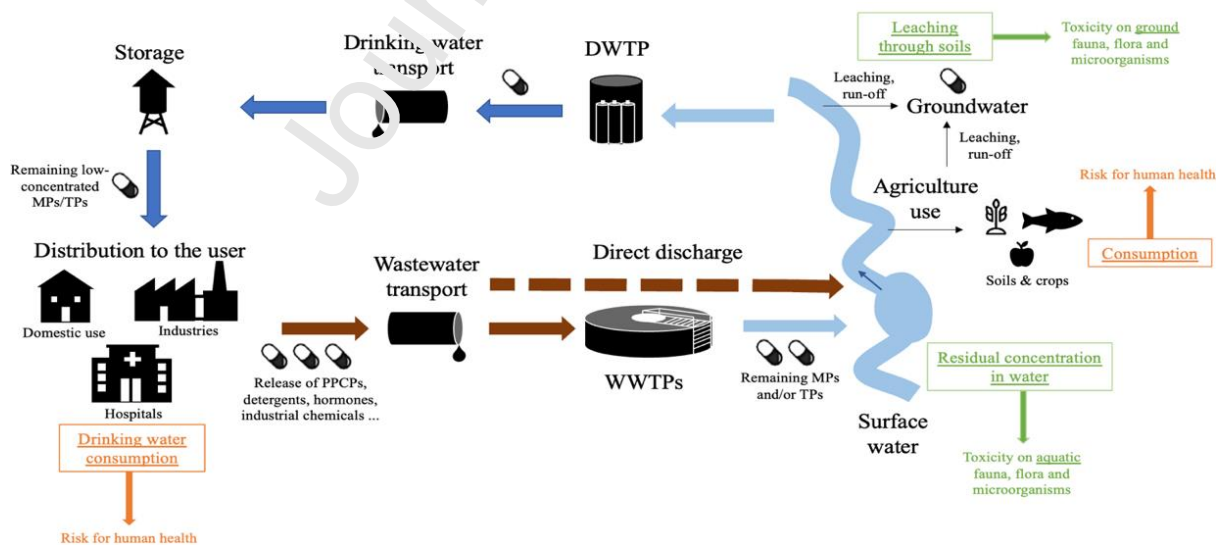 Journ
Storage
Drinking water
transport
DWTP
Leaching
through soils
Toxicity on ground
fauna, flora and
microorganisms
Leaching,
run-off
Groundwater
Leaching,
run-off
Remaining low-
concentrated
MPs/TPs
Agriculture
use
Risk for human health
Consumption
Soils & crops
Distribution to the user
Domestic use
Industries
Hospitals
Wastewater
transport
Direct discharge
WWTPs
Release of PPCPs,
detergents, hormones,
industrial chemicals ...
Remaining MPs
and/or TPs
Surface
water
Residual concentration
in water
Toxicity on aquatic
fauna, flora and
microorganisms
Drinking water
consumption
Risk for human health